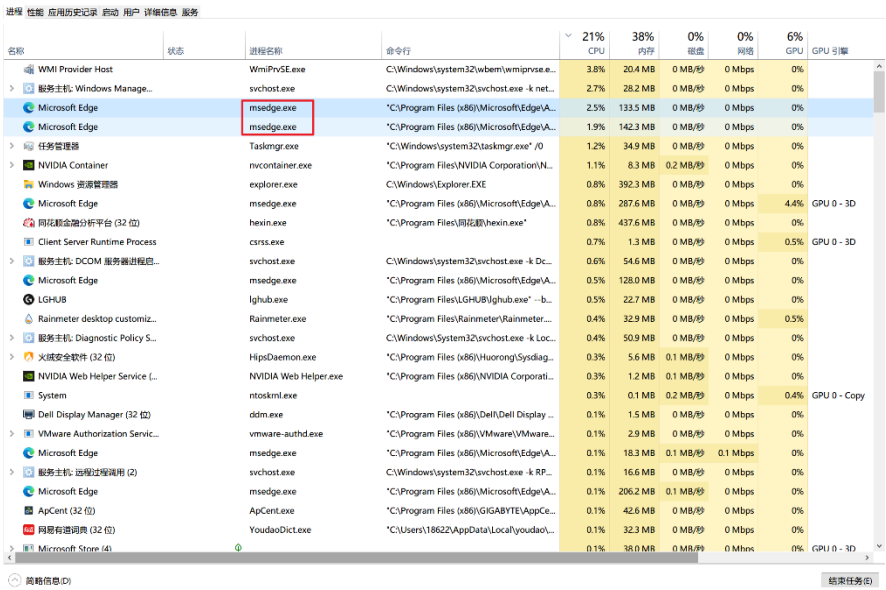 进程 性能 应用历史记录 启动 用户 详细信息 服务
21% 38% 0% 0% 6%
名称 状态 进程名称 命令行 CPU 内存 磁盘 网络 GPU GPU 引擎
WMI Provider Host WmiPrvSE.exe C:\Windows\system32\wbem\wmiprvse.e... 3.8% 20.4 MB 0 MB/秒 0 Mbps 0%
服务主机: Windows Manage... svchost.exe C:\Windows\system32\svchost.exe -k net... 2.7% 28.2 MB 0 MB/秒 0 Mbps 0%
Microsoft Edge msedge.exe "C:\Program Files (x86)\Microsoft\Edge\A... 2.5% 133.5 MB 0 MB/秒 0 Mbps 0%
Microsoft Edge msedge.exe "C:\Program Files (x86)\Microsoft\Edge\A... 1.9% 142.3 MB 0 MB/秒 0 Mbps 0%
任务管理器 Taskmgr.exe "C:\Windows\system32\taskmgr.exe" /0 1.2% 34.9 MB 0 MB/秒 0 Mbps 0%
NVIDIA Container nvcontainer.exe "C:\Program Files\NVIDIA Corporation\N... 1.1% 8.3 MB 0.2 MB/秒 0 Mbps 0%
Windows 资源管理器 explorer.exe C:\Windows\Explorer.EXE 0.8% 392.3 MB 0 MB/秒 0 Mbps 0%
Microsoft Edge msedge.exe "C:\Program Files (x86)\Microsoft\Edge\A... 0.8% 287.6 MB 0 MB/秒 0 Mbps 4.4% GPU 0 - 3D
同花顺金融分析平台 (32 位) hexin.exe "C:\Program Files\同花顺\hexin.exe" 0.8% 437.6 MB 0 MB/秒 0 Mbps 0%
Client Server Runtime Process csrss.exe 0.7% 1.3 MB 0 MB/秒 0 Mbps 0.5% GPU 0 - 3D
服务主机: DCOM 服务器进程启... svchost.exe C:\Windows\system32\svchost.exe -k Dc... 0.6% 54.6 MB 0 MB/秒 0 Mbps 0%
Microsoft Edge msedge.exe "C:\Program Files (x86)\Microsoft\Edge\A... 0.5% 128.0 MB 0 MB/秒 0 Mbps 0%
LGHUB lghub.exe "C:\Program Files\LGHUB\lghub.exe" --b... 0.5% 22.7 MB 0 MB/秒 0 Mbps 0%
Rainmeter desktop customiz... Rainmeter.exe "C:\Program Files\Rainmeter\Rainmeter.... 0.4% 32.9 MB 0 MB/秒 0 Mbps 0.5%
服务主机: Diagnostic Policy S... svchost.exe C:\Windows\System32\svchost.exe -k Loc... 0.4% 50.9 MB 0 MB/秒 0 Mbps 0%
火绒安全软件 (32 位) HipsDaemon.exe "C:\Program Files (x86)\Huorong\Sysdiag... 0.3% 5.6 MB 0.1 MB/秒 0 Mbps 0%
NVIDIA Web Helper Service (... NVIDIA Web Helper.exe "C:\Program Files (x86)\NVIDIA Corporati... 0.3% 1.2 MB 0.1 MB/秒 0 Mbps 0%
System ntoskrnl.exe 0.3% 0.1 MB 0.2 MB/秒 0 Mbps 0.4% GPU 0 - Copy
Dell Display Manager (32 位) ddm.exe "C:\Program Files (x86)\Dell\Dell Display ... 0.1% 1.5 MB 0 MB/秒 0 Mbps 0%
VMware Authorization Servic... vmware-authd.exe "C:\Program Files (x86)\VMware\VMware... 0.1% 2.9 MB 0 MB/秒 0 Mbps 0%
Microsoft Edge msedge.exe "C:\Program Files (x86)\Microsoft\Edge\A... 0.1% 18.3 MB 0.1 MB/秒 0.1 Mbps 0%
服务主机: 远程过程调用 (2) svchost.exe C:\Windows\system32\svchost.exe -k RP... 0.1% 16.6 MB 0 MB/秒 0 Mbps 0%
Microsoft Edge msedge.exe "C:\Program Files (x86)\Microsoft\Edge\A... 0.1% 206.2 MB 0.1 MB/秒 0 Mbps 0%
ApCent (32 位) ApCent.exe "C:\Program Files (x86)\GIGABYTE\AppCe... 0.1% 42.6 MB 0 MB/秒 0 Mbps 0%
网易有道词典 (32 位) YoudaoDict.exe "C:\Users\18622\AppData\Local\youdao\... 0.1% 32.3 MB 0 MB/秒 0 Mbps 0%
Microsoft Store (4) 0.1% 38.0 MB 0 MB/秒 0 Mbps 0% GPU 0 - 3D
简略信息(D) 结束任务(E)